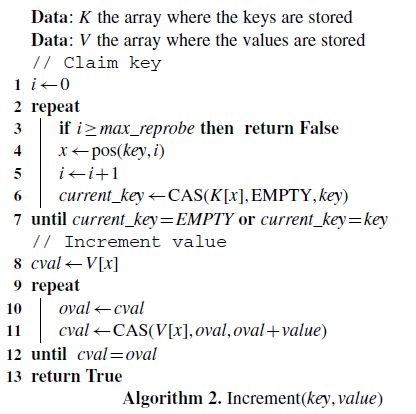 Data: K the array where the keys are stored
Data: V the array where the values are stored
// Claim key
1 i←0
2 repeat
3 if i≥max_reprobe then return False
4 x←pos(key,i)
5 i←i+1
6 current_key←CAS(K[x],EMPTY,key)
7 until current_key=EMPTY or current_key=key
// Increment value
8 cval←V[x]
9 repeat
10 oval←cval
11 cval←CAS(V[x],oval,oval+value)
12 until cval=oval
13 return True
Algorithm 2. Increment(key,value)